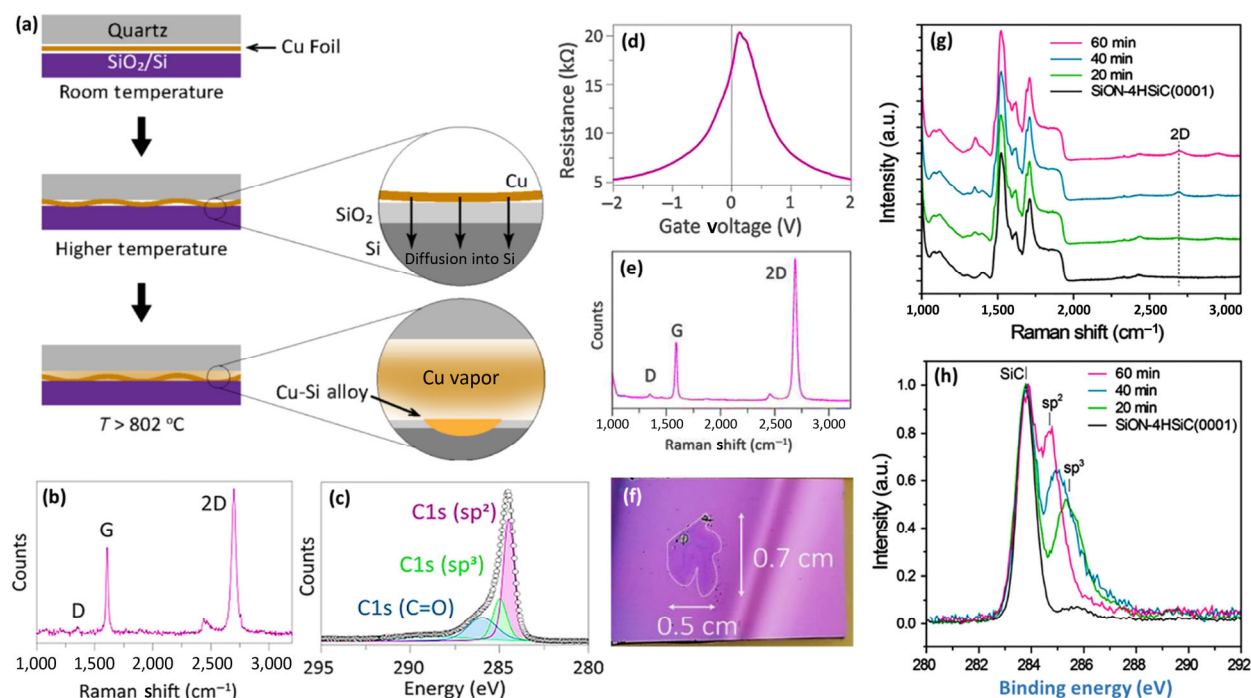 (a)
Quartz
Cu Foil
SiO₂/Si
Room temperature
Higher temperature
Cu
SiO₂
Si
Diffusion into Si
T > 802 °C
Cu–Si alloy
Cu vapor
(b)
Counts
D
G
2D
1,000 1,500 2,000 2,500 3,000
Raman shift (cm⁻¹)
(c)
Counts
C1s (sp²)
C1s (sp³)
C1s (C=O)
295 290 285 280
Energy (eV)
(d)
Resistance (kΩ)
20
15
10
5
−2 −1 0 1 2
Gate voltage (V)
(e)
Counts
D
G
2D
1,000 1,500 2,000 2,500 3,000
Raman shift (cm⁻¹)
(f)
0.7 cm
0.5 cm
(g)
60 min
40 min
20 min
SiON-4HSiC(0001)
2D
Intensity (a.u.)
1,000 1,500 2,000 2,500 3,000
Raman shift (cm⁻¹)
(h)
SiC
sp²
sp³
60 min
40 min
20 min
SiON-4HSiC(0001)
Intensity (a.u.)
1.0
0.8
0.6
0.4
0.2
0.0
280 282 284 286 288 290 292
Binding energy (eV)